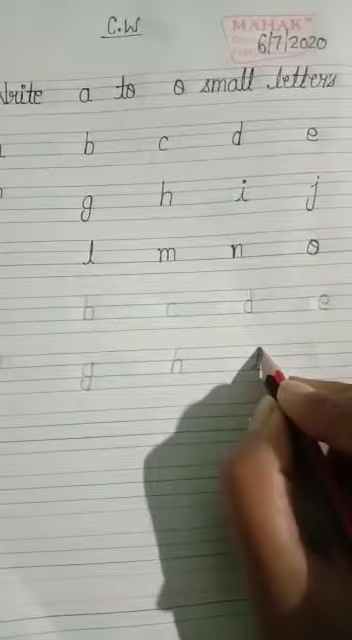 C.W
MAHAK
6/7/2020
Write a to o small letters
b c d e
g h i j
l m n o
b c d e
g h